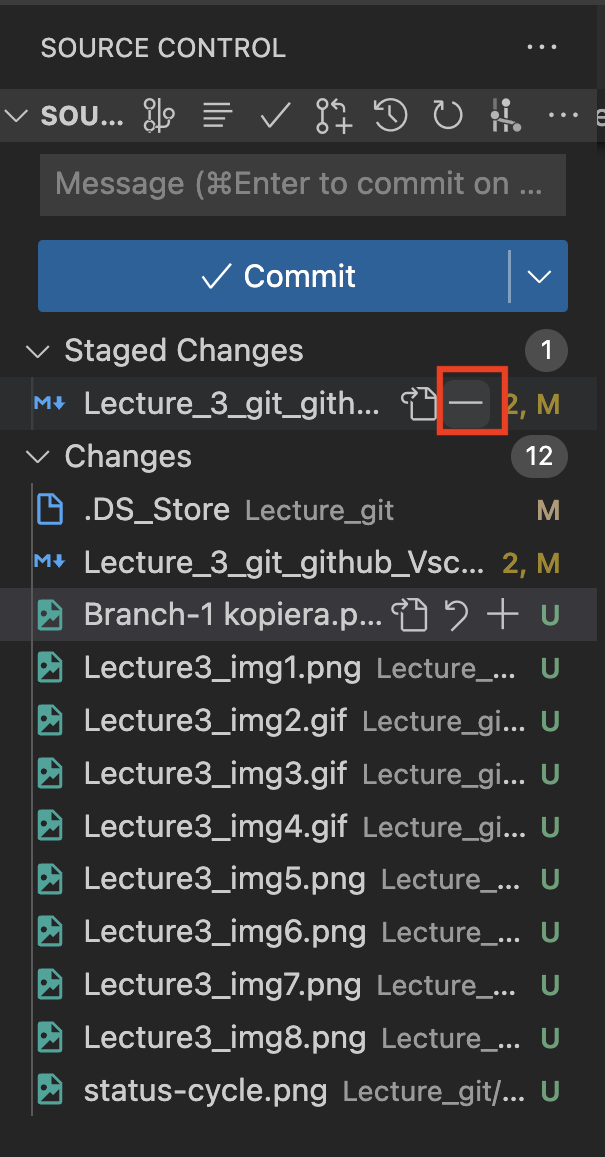 SOURCE CONTROL ...
SOU... ...
Message (⌘Enter to commit on ...
Commit
Staged Changes 1
M Lecture_3_git_gith... 2, M
Changes 12
.DS_Store Lecture_git M
M Lecture_3_git_github_Vsc... 2, M
Branch-1 kopiera.p... U
Lecture3_img1.png Lecture_... U
Lecture3_img2.gif Lecture_gi... U
Lecture3_img3.gif Lecture_gi... U
Lecture3_img4.gif Lecture_gi... U
Lecture3_img5.png Lecture_... U
Lecture3_img6.png Lecture_... U
Lecture3_img7.png Lecture_... U
Lecture3_img8.png Lecture_... U
status-cycle.png Lecture_git/... U